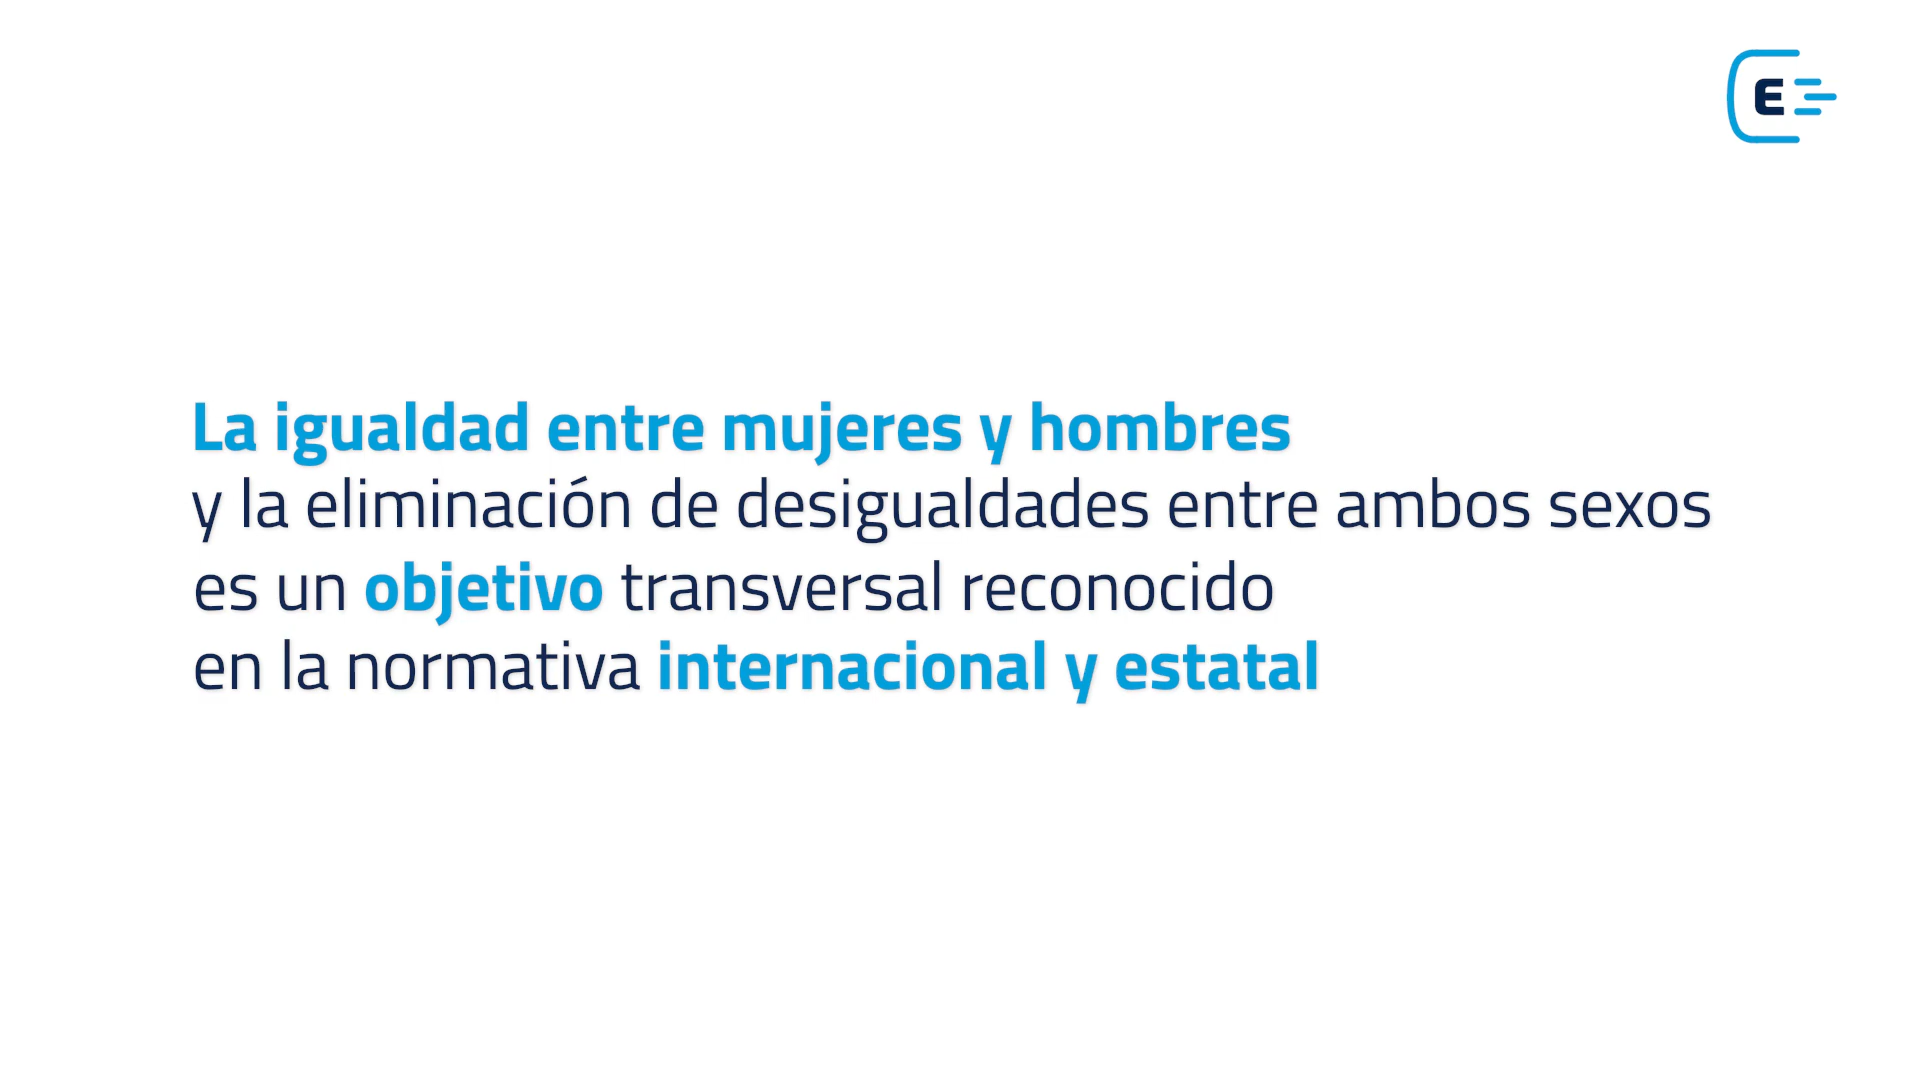 E
La igualdad entre mujeres y hombres
y la eliminación de desigualdades entre ambos sexos
es un objetivo transversal reconocido
en la normativa internacional y estatal